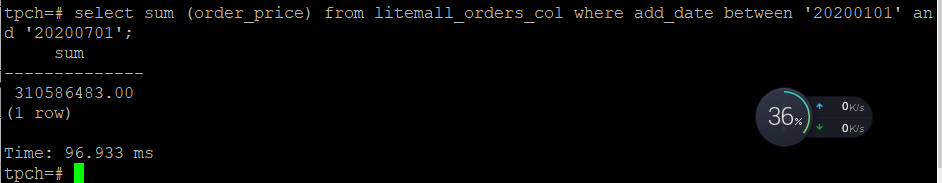 tpch=# select sum (order_price) from litemall_orders_col where add_date between '20200101' an
d '20200701';
sum
--------------
310586483.00
(1 row)
36%
0K/s
0K/s
Time: 96.933 ms
tpch=#